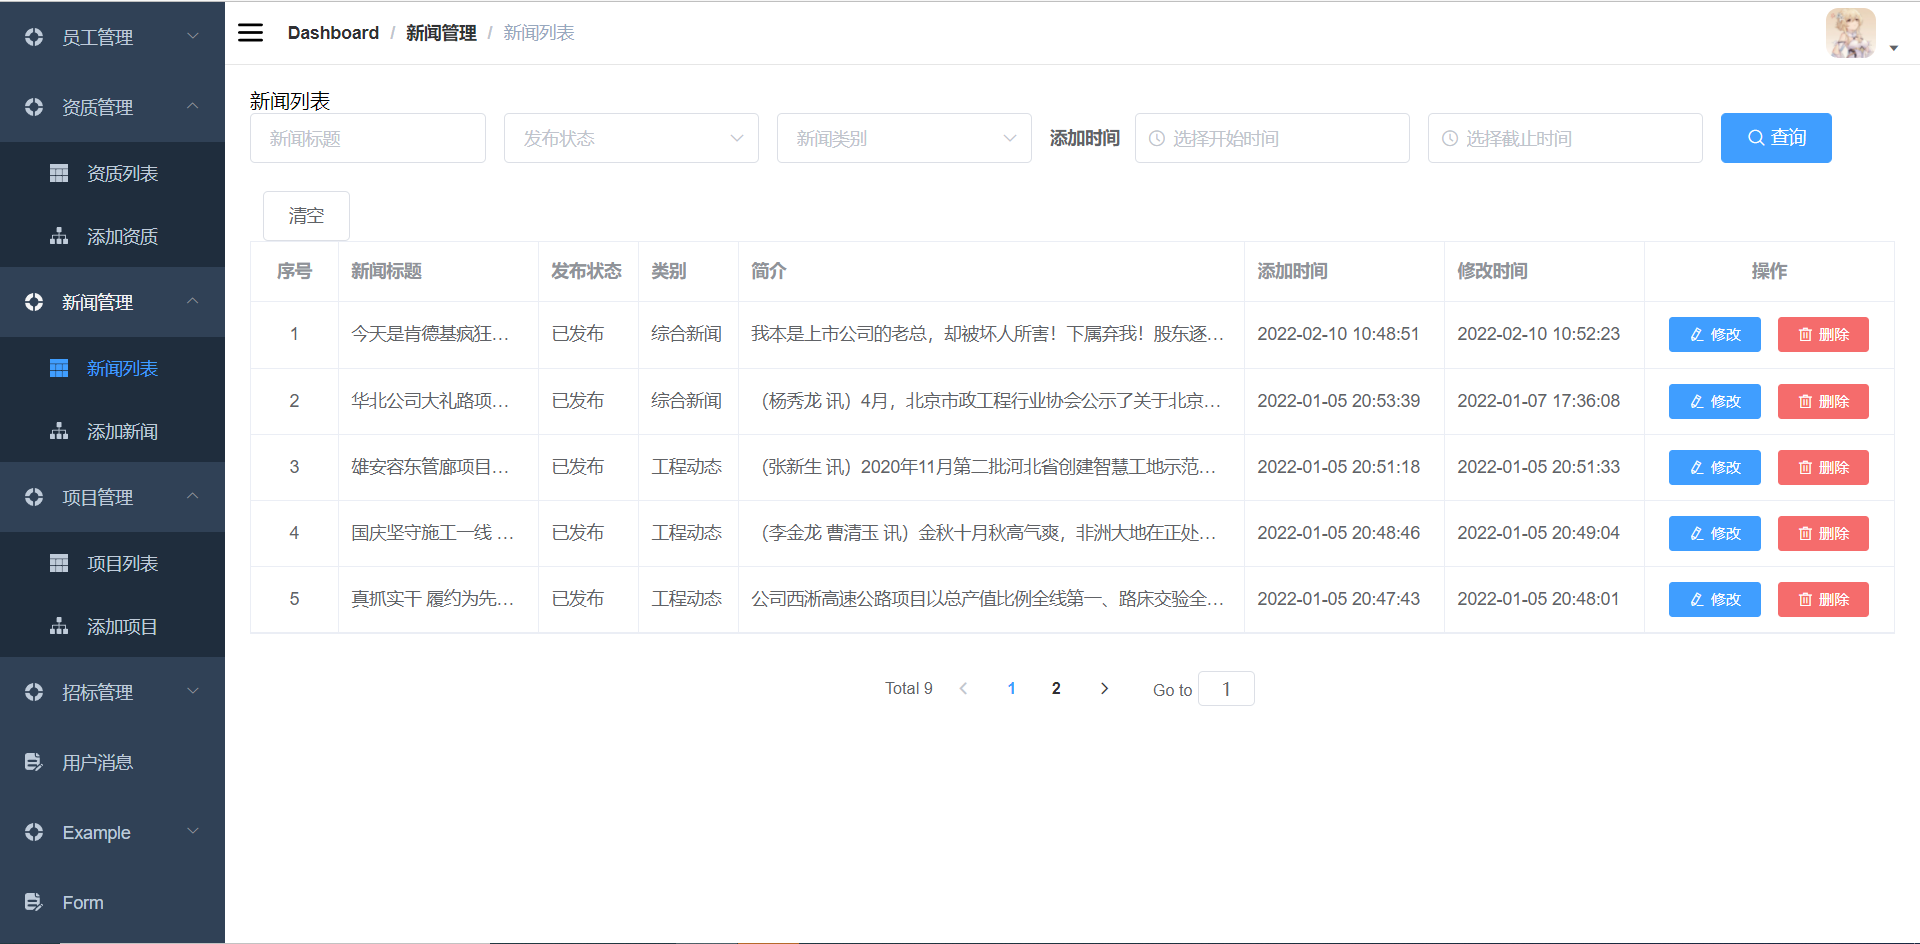 员工管理
资质管理
资质列表
添加资质
新闻管理
新闻列表
添加新闻
项目管理
项目列表
添加项目
招标管理
用户消息
Example
Form
Dashboard / 新闻管理 / 新闻列表
新闻列表
新闻标题 发布状态 新闻类别 添加时间 选择开始时间 选择截止时间 查询
清空
序号 新闻标题 发布状态 类别 简介 添加时间 修改时间 操作
1 今天是肯德基疯狂... 已发布 综合新闻 我本是上市公司的老总，却被坏人所害！下属弃我！股东逐... 2022-02-10 10:48:51 2022-02-10 10:52:23 修改 删除
2 华北公司大礼路项... 已发布 综合新闻 （杨秀龙 讯）4月，北京市政工程行业协会公示了关于北京... 2022-01-05 20:53:39 2022-01-07 17:36:08 修改 删除
3 雄安容东管廊项目... 已发布 工程动态 （张新生 讯）2020年11月第二批河北省创建智慧工地示范... 2022-01-05 20:51:18 2022-01-05 20:51:33 修改 删除
4 国庆坚守施工一线 ... 已发布 工程动态 （李金龙 曹清玉 讯）金秋十月秋高气爽，非洲大地在正处... 2022-01-05 20:48:46 2022-01-05 20:49:04 修改 删除
5 真抓实干 履约为先... 已发布 工程动态 公司西淅高速公路项目以总产值比例全线第一、路床交验全... 2022-01-05 20:47:43 2022-01-05 20:48:01 修改 删除
Total 9 1 2 Go to 1